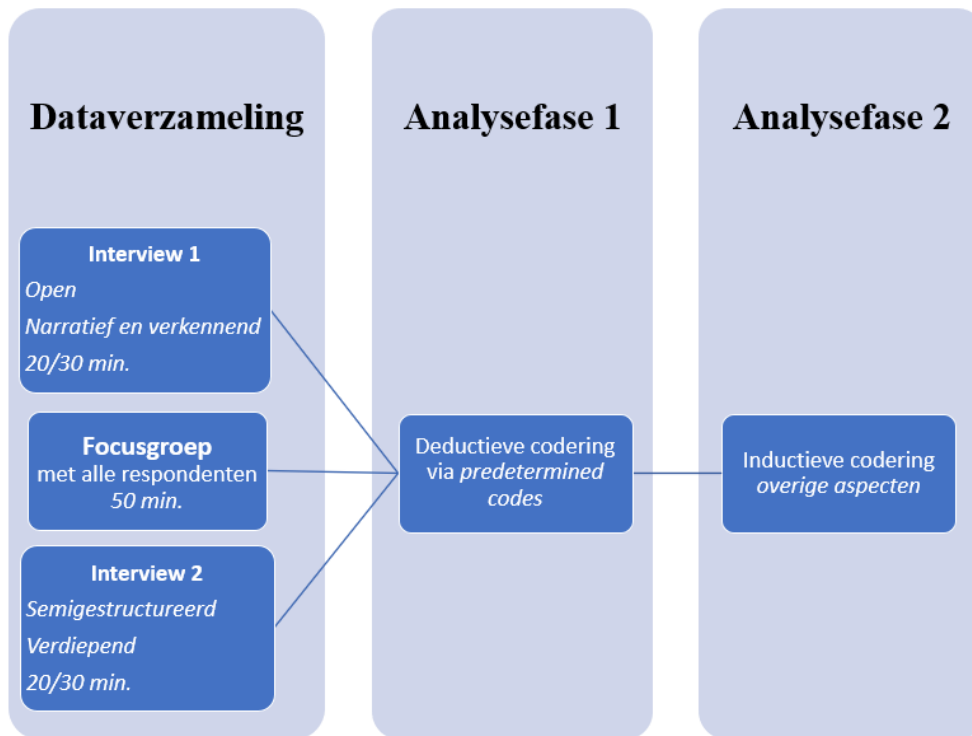 Dataverzameling
Interview 1
Open
Narratief en verkennend
20/30 min.
Focusgroep
met alle respondenten
50 min.
Interview 2
Semigestructureerd
Verdiepend
20/30 min.
Analysefase 1
Deductieve codering
via predetermined
codes
Analysefase 2
Inductieve codering
overige aspecten